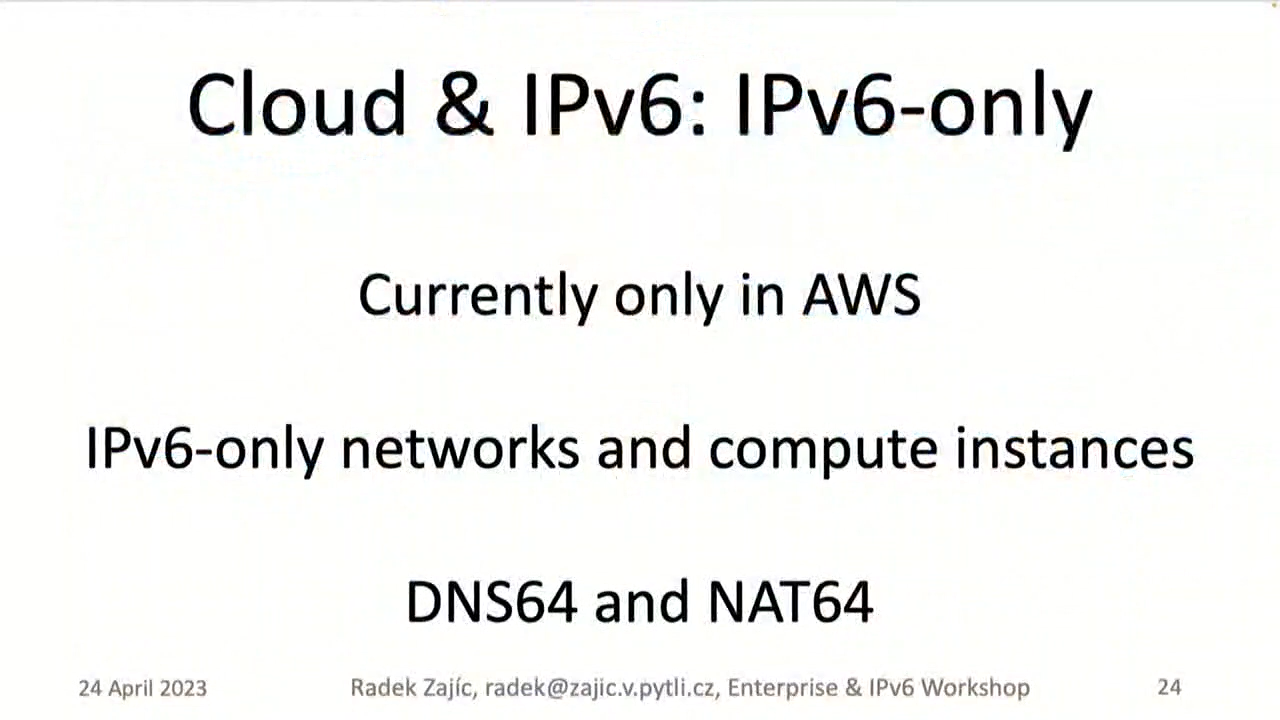 Cloud & IPv6: IPv6-only
Currently only in AWS
IPv6-only networks and compute instances
DNS64 and NAT64
24 April 2023
Radek Zajíc, radek@zajic.v.pytli.cz, Enterprise & IPv6 Workshop
24